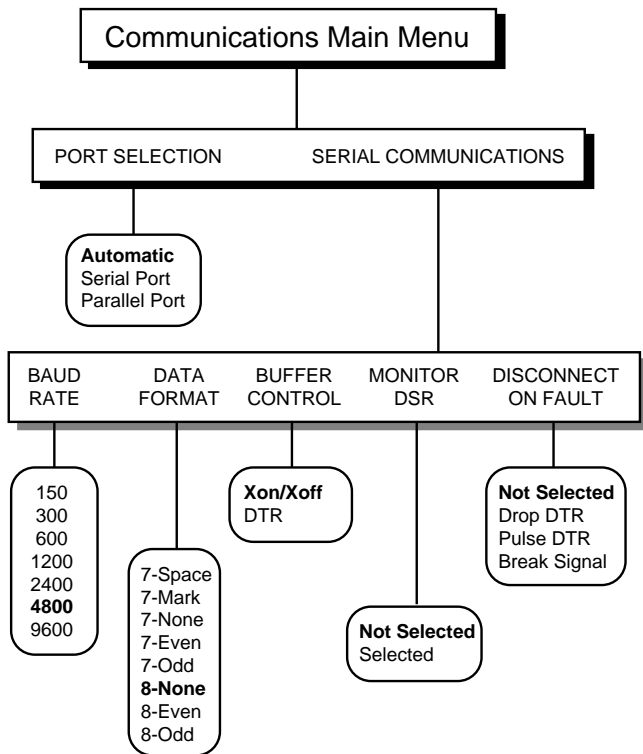 Communications Main Menu
PORT SELECTION
SERIAL COMMUNICATIONS
Automatic
Serial Port
Parallel Port
BAUD
RATE
DATA
FORMAT
BUFFER
CONTROL
MONITOR
DSR
DISCONNECT
ON FAULT
150
300
600
1200
2400
4800
9600
7-Space
7-Mark
7-None
7-Even
7-Odd
8-None
8-Even
8-Odd
Xon/Xoff
DTR
Not Selected
Selected
Not Selected
Drop DTR
Pulse DTR
Break Signal